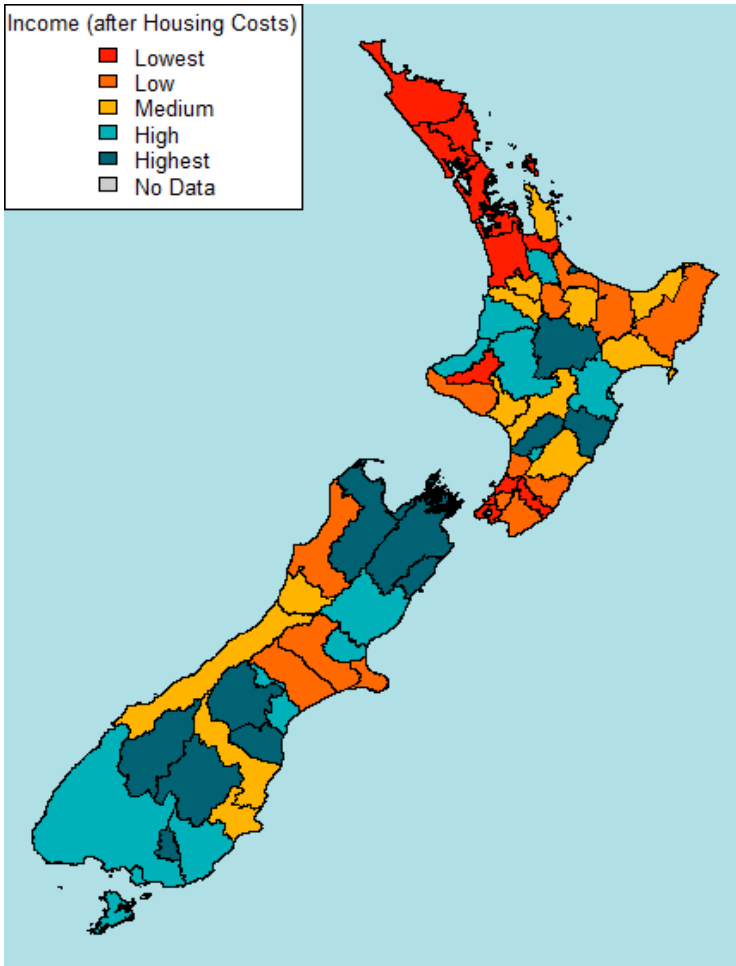 Income (after Housing Costs)
Lowest
Low
Medium
High
Highest
No Data